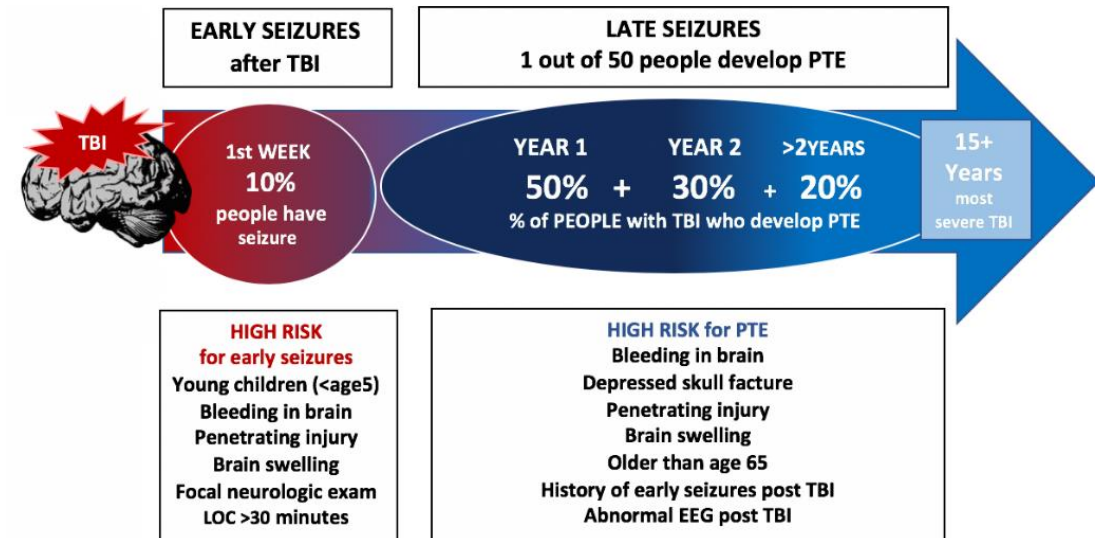 EARLY SEIZURES
after TBI
LATE SEIZURES
1 out of 50 people develop PTE
TBI
1st WEEK
10%
people have
seizure
YEAR 1 YEAR 2 >2YEARS
50% + 30% + 20%
% of PEOPLE with TBI who develop PTE
15+
Years
most
severe TBI
HIGH RISK
for early seizures
Young children (<age5)
Bleeding in brain
Penetrating injury
Brain swelling
Focal neurologic exam
LOC >30 minutes
HIGH RISK for PTE
Bleeding in brain
Depressed skull facture
Penetrating injury
Brain swelling
Older than age 65
History of early seizures post TBI
Abnormal EEG post TBI